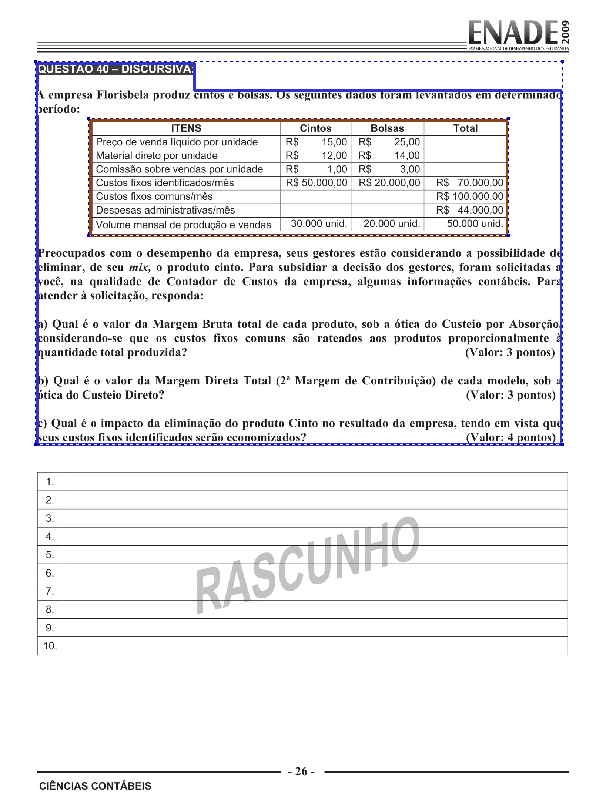 ENADE 2009
EXAME NACIONAL DE DESEMPENHO DOS ESTUDANTES
QUESTÃO 40 – DISCURSIVA:
A empresa Florisbela produz cintos e bolsas. Os seguintes dados foram levantados em determinado
período:
ITENS Cintos Bolsas Total
Preço de venda líquido por unidade R$ 15,00 R$ 25,00
Material direto por unidade R$ 12,00 R$ 14,00
Comissão sobre vendas por unidade R$ 1,00 R$ 3,00
Custos fixos identificados/mês R$ 50.000,00 R$ 20.000,00 R$ 70.000,00
Custos fixos comuns/mês R$ 100.000,00
Despesas administrativas/mês R$ 44.000,00
Volume mensal de produção e vendas 30.000 unid. 20.000 unid. 50.000 unid.
Preocupados com o desempenho da empresa, seus gestores estão considerando a possibilidade de
eliminar, de seu mix, o produto cinto. Para subsidiar a decisão dos gestores, foram solicitadas a
você, na qualidade de Contador de Custos da empresa, algumas informações contábeis. Para
atender à solicitação, responda:
a) Qual é o valor da Margem Bruta total de cada produto, sob a ótica do Custeio por Absorção,
considerando-se que os custos fixos comuns são rateados aos produtos proporcionalmente à
quantidade total produzida? (Valor: 3 pontos)
b) Qual é o valor da Margem Direta Total (2ª Margem de Contribuição) de cada modelo, sob a
ótica do Custeio Direto? (Valor: 3 pontos)
c) Qual é o impacto da eliminação do produto Cinto no resultado da empresa, tendo em vista que
seus custos fixos identificados serão economizados? (Valor: 4 pontos)
1.
2.
3.
4.
5.
6.
7.
8.
9.
10.
RASCUNHO
- 26 -
CIÊNCIAS CONTÁBEIS